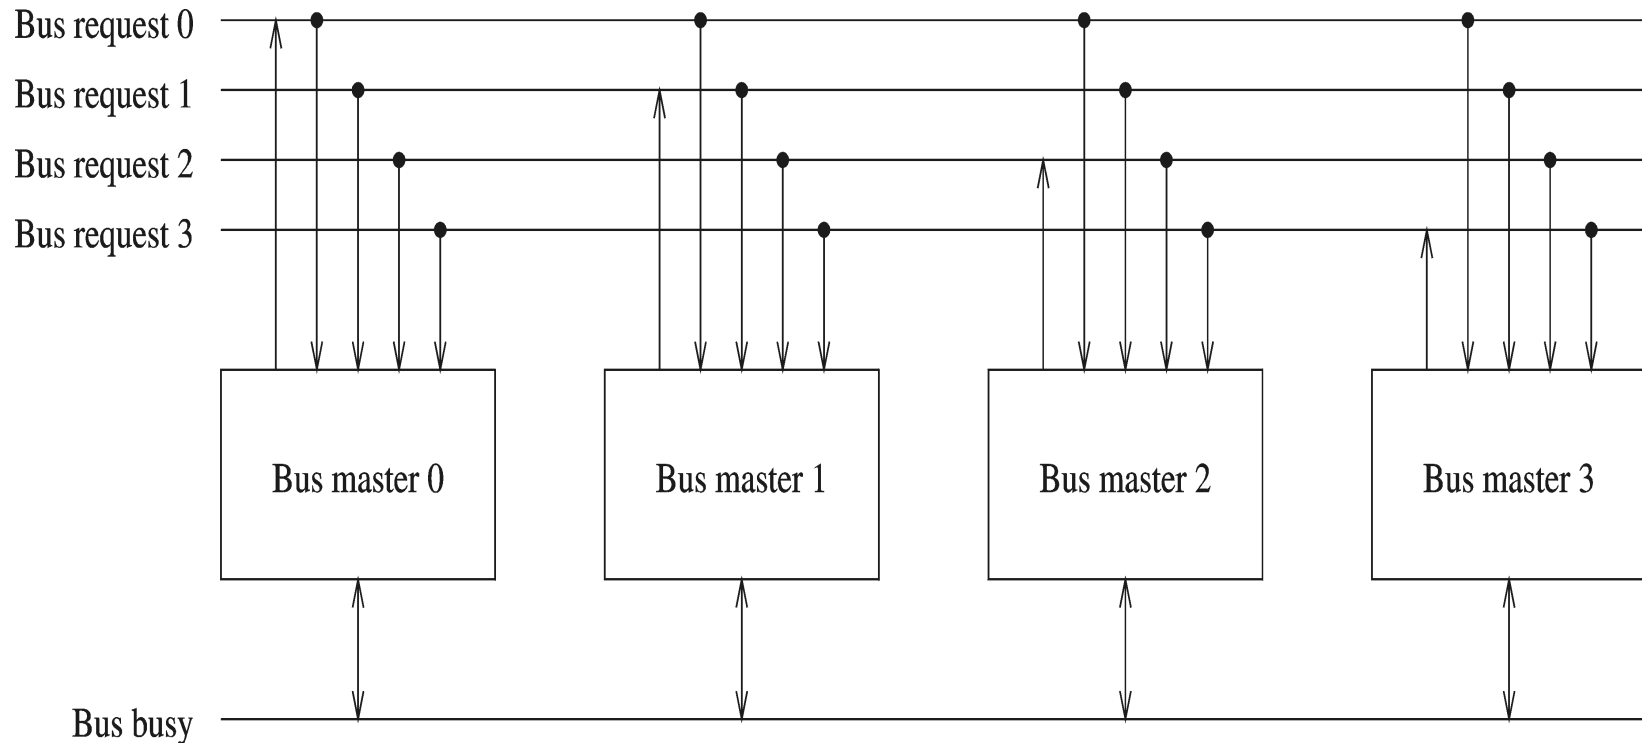 Bus request 0
Bus request 1
Bus request 2
Bus request 3
Bus master 0
Bus master 1
Bus master 2
Bus master 3
Bus busy